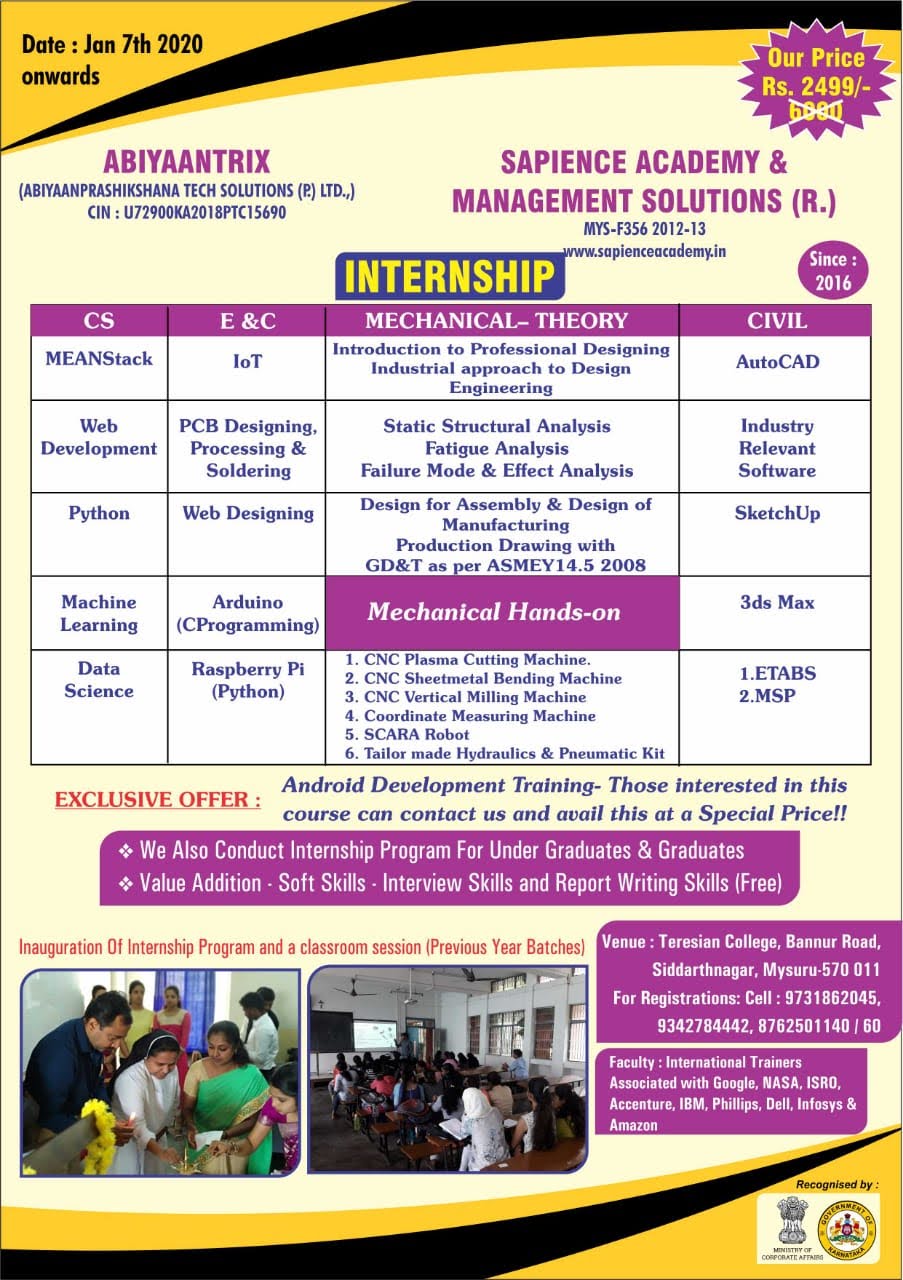 Date : Jan 7th 2020
onwards
Our Price
Rs. 2499/-
6000
ABIYAANTRIX
(ABIYAANPRASHIKSHANA TECH SOLUTIONS (P.) LTD.,)
CIN : U72900KA2018PTC15690
SAPIENCE ACADEMY &
MANAGEMENT SOLUTIONS (R.)
MYS-F356 2012-13
www.sapienceacademy.in
Since :
2016
INTERNSHIP
CS
E &C
MECHANICAL– THEORY
CIVIL
MEANStack
IoT
Introduction to Professional Designing
Industrial approach to Design
Engineering
AutoCAD
Web
Development
PCB Designing,
Processing &
Soldering
Static Structural Analysis
Fatigue Analysis
Failure Mode & Effect Analysis
Industry
Relevant
Software
Python
Web Designing
Design for Assembly & Design of
Manufacturing
Production Drawing with
GD&T as per ASMEY14.5 2008
SketchUp
Machine
Learning
Arduino
(CProgramming)
Mechanical Hands-on
3ds Max
Data
Science
Raspberry Pi
(Python)
1. CNC Plasma Cutting Machine.
2. CNC Sheetmetal Bending Machine
3. CNC Vertical Milling Machine
4. Coordinate Measuring Machine
5. SCARA Robot
6. Tailor made Hydraulics & Pneumatic Kit
1.ETABS
2.MSP
EXCLUSIVE OFFER :
Android Development Training- Those interested in this
course can contact us and avail this at a Special Price!!
❖ We Also Conduct Internship Program For Under Graduates & Graduates
❖ Value Addition - Soft Skills - Interview Skills and Report Writing Skills (Free)
Inauguration Of Internship Program and a classroom session (Previous Year Batches)
Venue : Teresian College, Bannur Road,
Siddarthnagar, Mysuru-570 011
For Registrations: Cell : 9731862045,
9342784442, 8762501140 / 60
Faculty : International Trainers
Associated with Google, NASA, ISRO,
Accenture, IBM, Phillips, Dell, Infosys &
Amazon
Recognised by :
MINISTRY OF
CORPORATE AFFAIRS
GOVERNMENT OF
KARNATAKA